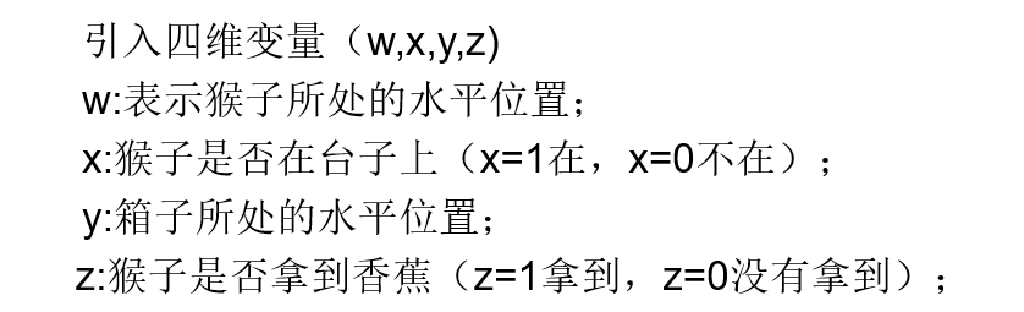 引入四维变量（w,x,y,z)
w:表示猴子所处的水平位置；
x:猴子是否在台子上（x=1在，x=0不在）；
y:箱子所处的水平位置；
z:猴子是否拿到香蕉（z=1拿到，z=0没有拿到）；